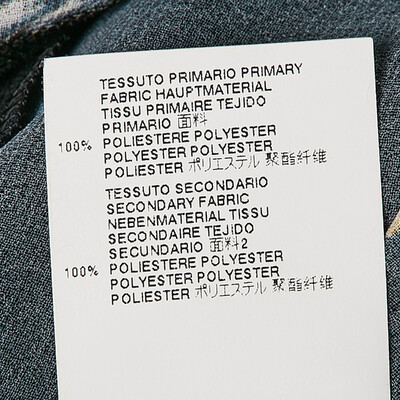 TESSUTO PRIMARIO PRIMARY
FABRIC HAUPTMATERIAL
TISSU PRIMAIRE TEJIDO
PRIMARIO 面料
100% POLIESTERE POLYESTER
POLYESTER POLYESTER
POLIESTER ポリエステル 聚酯纤维
TESSUTO SECONDARIO
SECONDARY FABRIC
NEBENMATERIAL TISSU
SECONDAIRE TEJIDO
SECUNDARIO 面料2
100% POLIESTERE POLYESTER
POLYESTER POLYESTER
POLIESTER ポリエステル 聚酯纤维